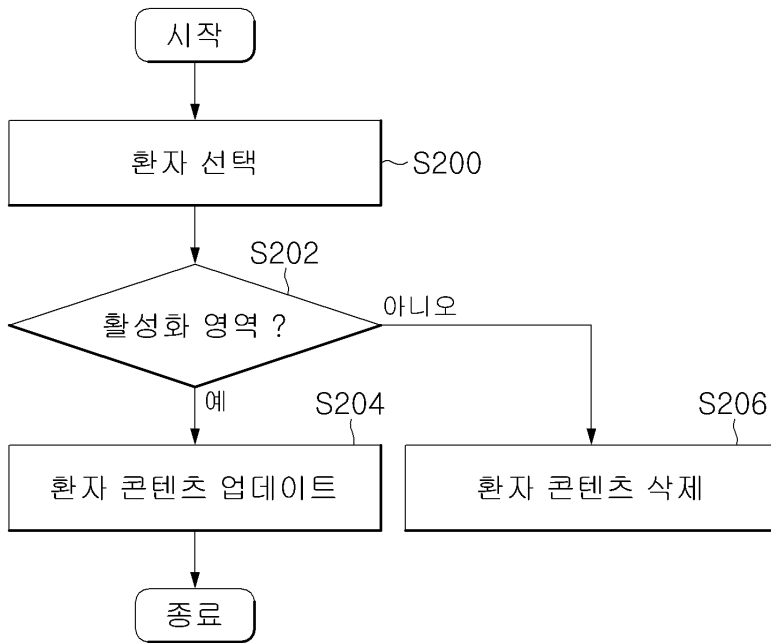 시작
환자 선택
S200
S202
활성화 영역 ?
아니오
예
S204
S206
환자 콘텐츠 업데이트
환자 콘텐츠 삭제
종료